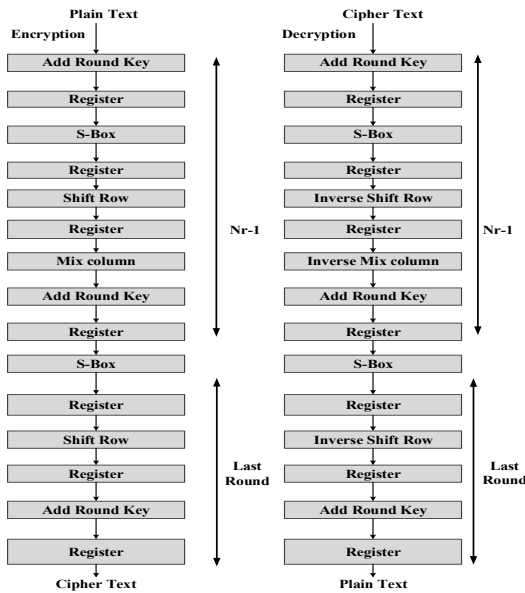 Plain Text
Encryption
Add Round Key
Register
S-Box
Register
Shift Row
Register
Mix column
Add Round Key
Register
S-Box
Register
Shift Row
Register
Add Round Key
Register
Cipher Text
Nr-1
Last
Round
Cipher Text
Decryption
Add Round Key
Register
S-Box
Register
Inverse Shift Row
Register
Inverse Mix column
Add Round Key
Register
S-Box
Register
Inverse Shift Row
Register
Add Round Key
Register
Plain Text
Nr-1
Last
Round